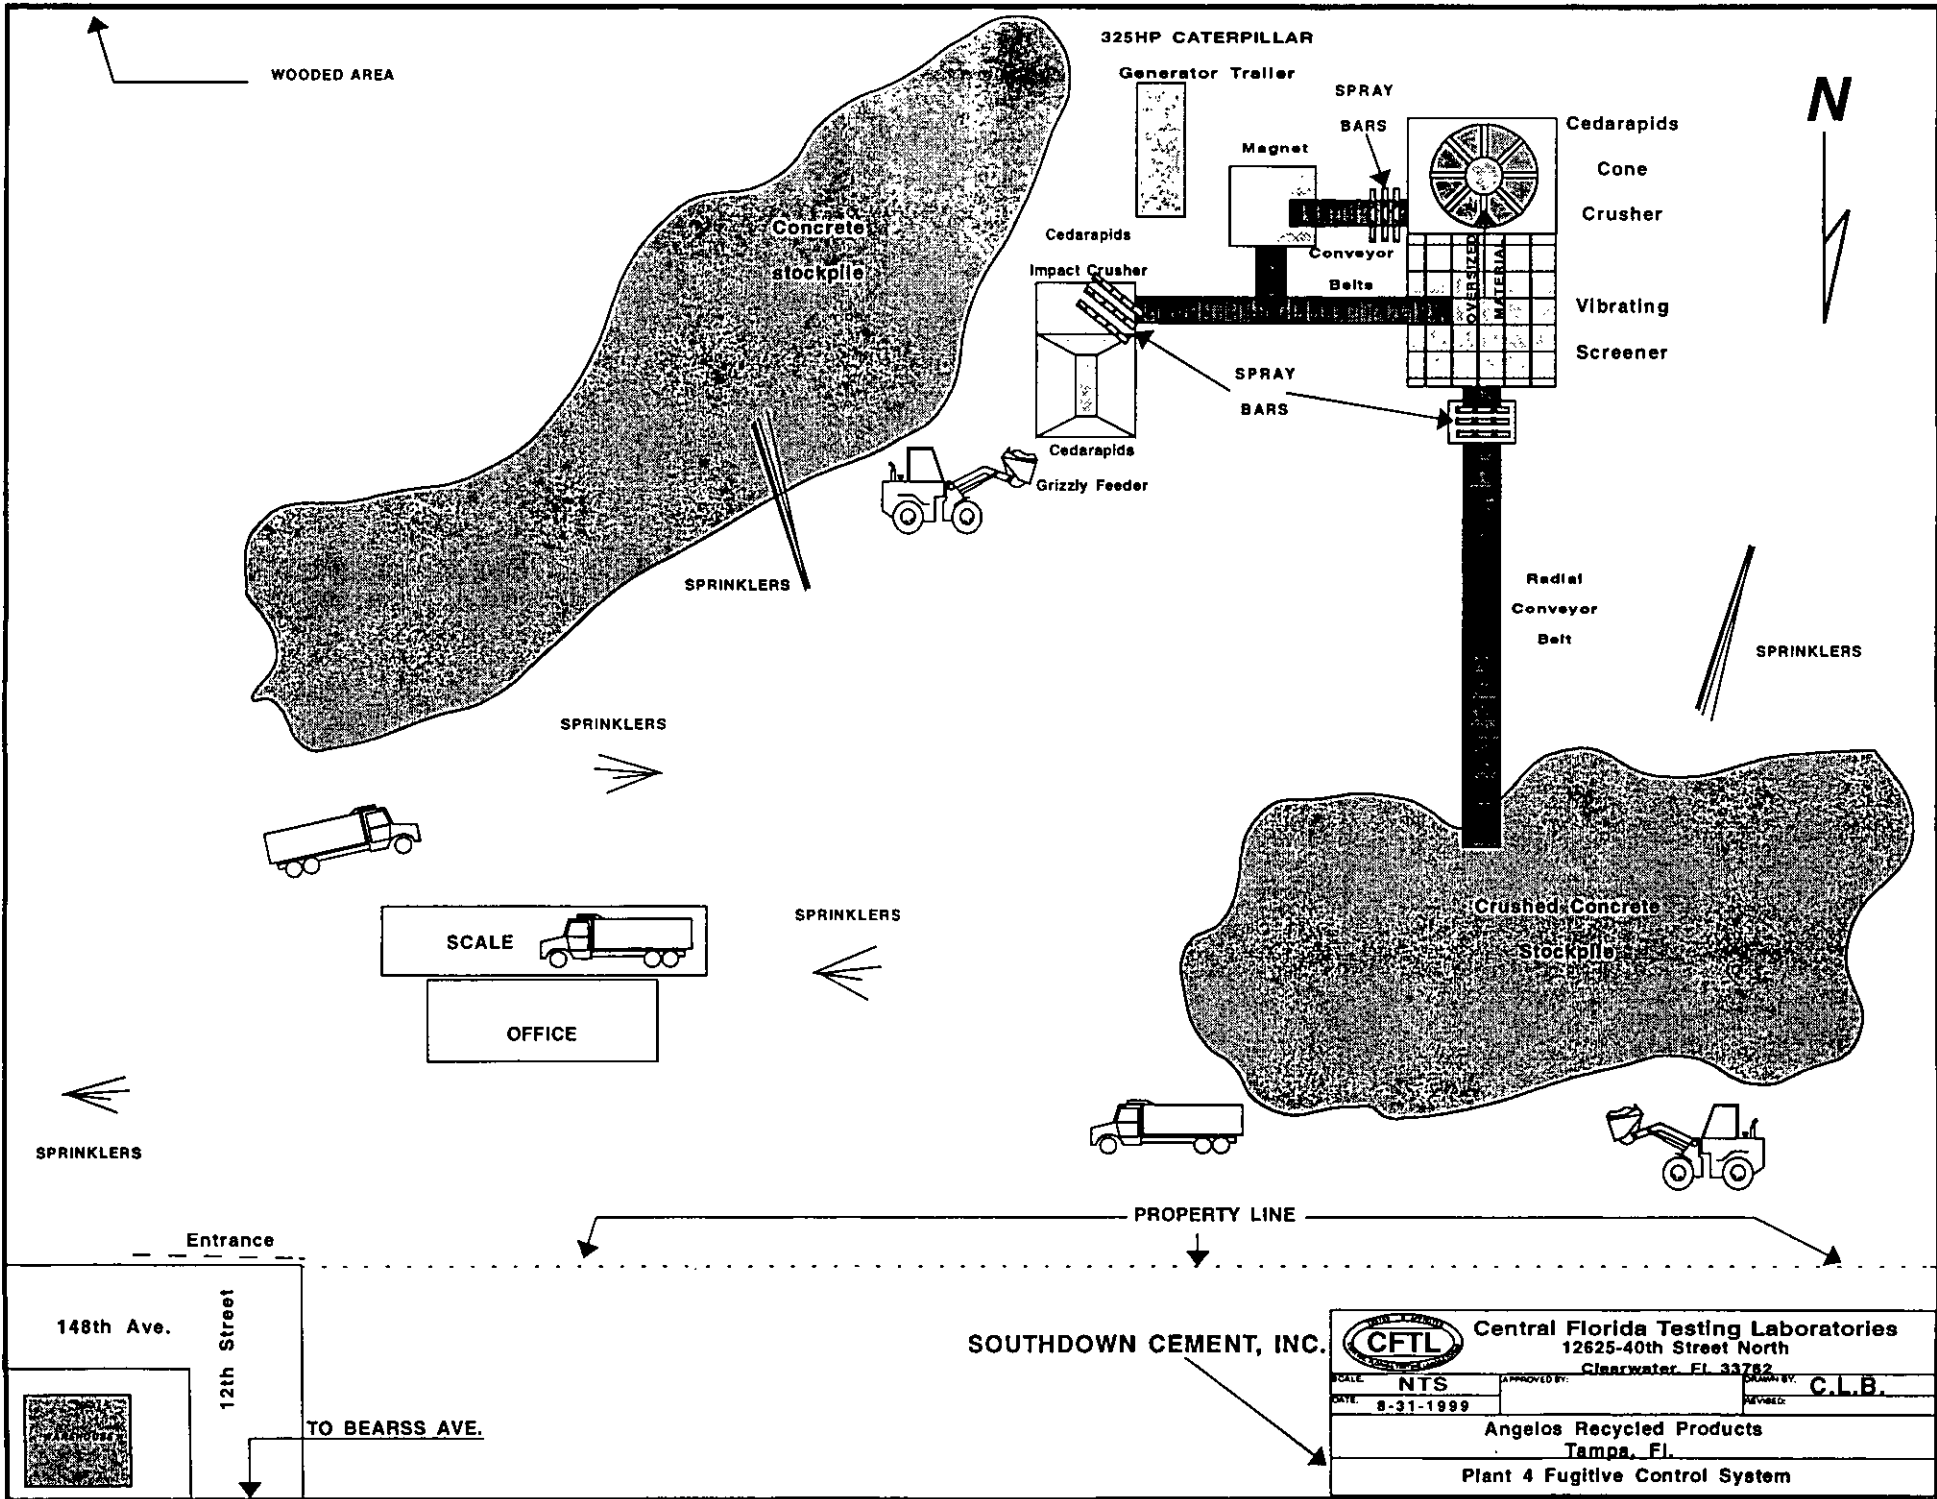 WOODED AREA
325HP CATERPILLAR
Generator Trailer
SPRAY
BARS
Magnet
Cedarapids
Cone
Crusher
N
Concrete
stockpile
Cedarapids
Impact Crusher
Conveyor
Belts
OVERSIZED
MATERIAL
Vibrating
Screener
SPRAY
BARS
Cedarapids
Grizzly Feeder
SPRINKLERS
Radial
Conveyor
Belt
SPRINKLERS
SPRINKLERS
SCALE
SPRINKLERS
OFFICE
Crushed Concrete
Stockpile
SPRINKLERS
PROPERTY LINE
Entrance
148th Ave.
12th Street
WAREHOUSE
TO BEARSS AVE.
SOUTHDOWN CEMENT, INC.
CFTL
Central Florida Testing Laboratories
12625-40th Street North
Clearwater, FL 33762
SCALE: NTS
APPROVED BY:
DRAWN BY: C.L.B.
DATE: 8-31-1999
REVISED:
Angelos Recycled Products
Tampa, Fl.
Plant 4 Fugitive Control System